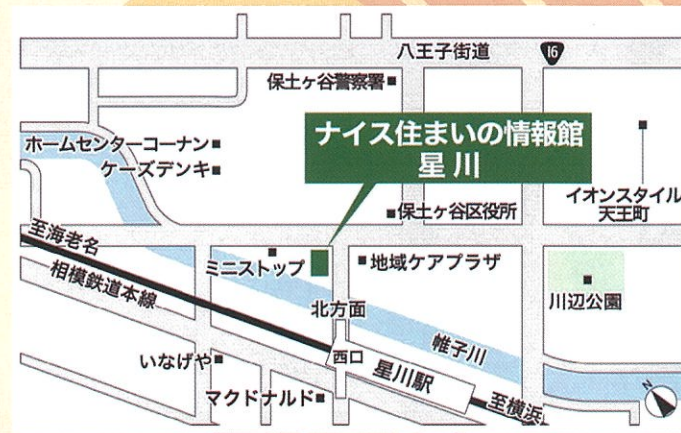 八王子街道
16
保土ヶ谷警察署
ナイス住まいの情報館
星川
ホームセンターコーナン
ケーズデンキ
保土ヶ谷区役所
イオンスタイル
天王町
至海老名
相模鉄道本線
ミニストップ
地域ケアプラザ
川辺公園
北方面
帷子川
いなげや
西口
星川駅
マクドナルド
至横浜
N